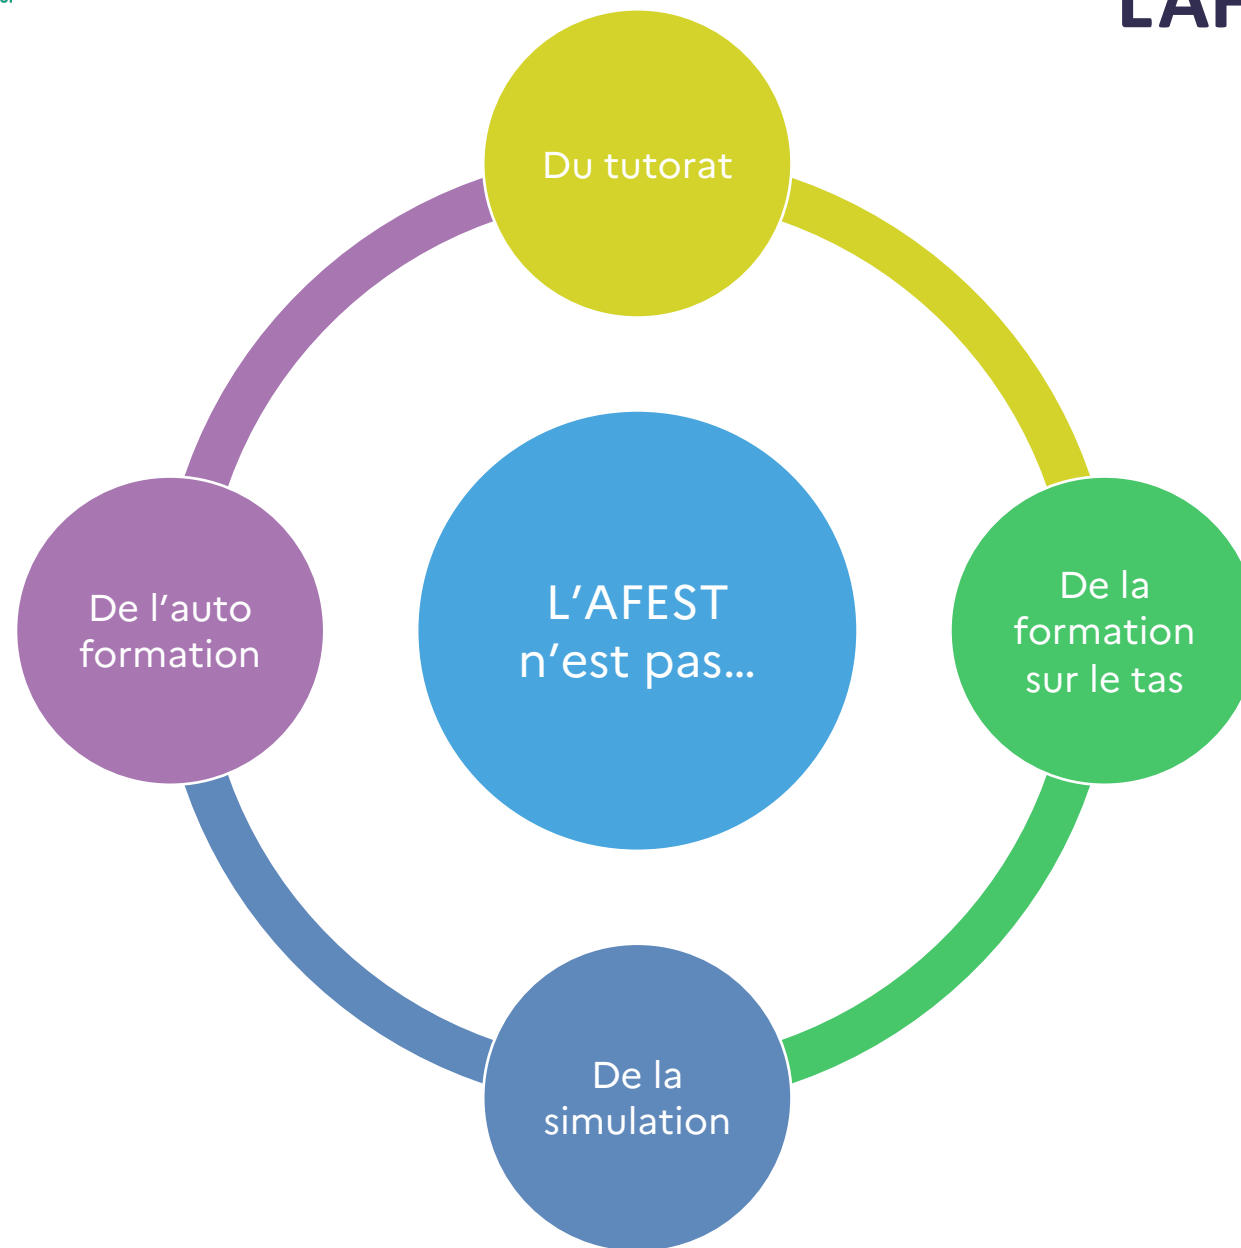 Du tutorat
De l’auto
formation
L’AFEST
n’est pas…
De la
formation
sur le tas
De la
simulation